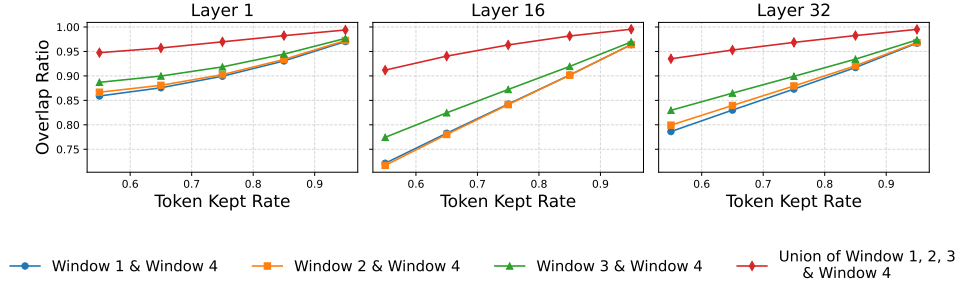 Layer 1
Layer 16
Layer 32
Overlap Ratio
1.00
0.95
0.90
0.85
0.80
0.75
0.6 0.7 0.8 0.9
0.6 0.7 0.8 0.9
0.6 0.7 0.8 0.9
Token Kept Rate
Token Kept Rate
Token Kept Rate
Window 1 & Window 4
Window 2 & Window 4
Window 3 & Window 4
Union of Window 1, 2, 3
& Window 4